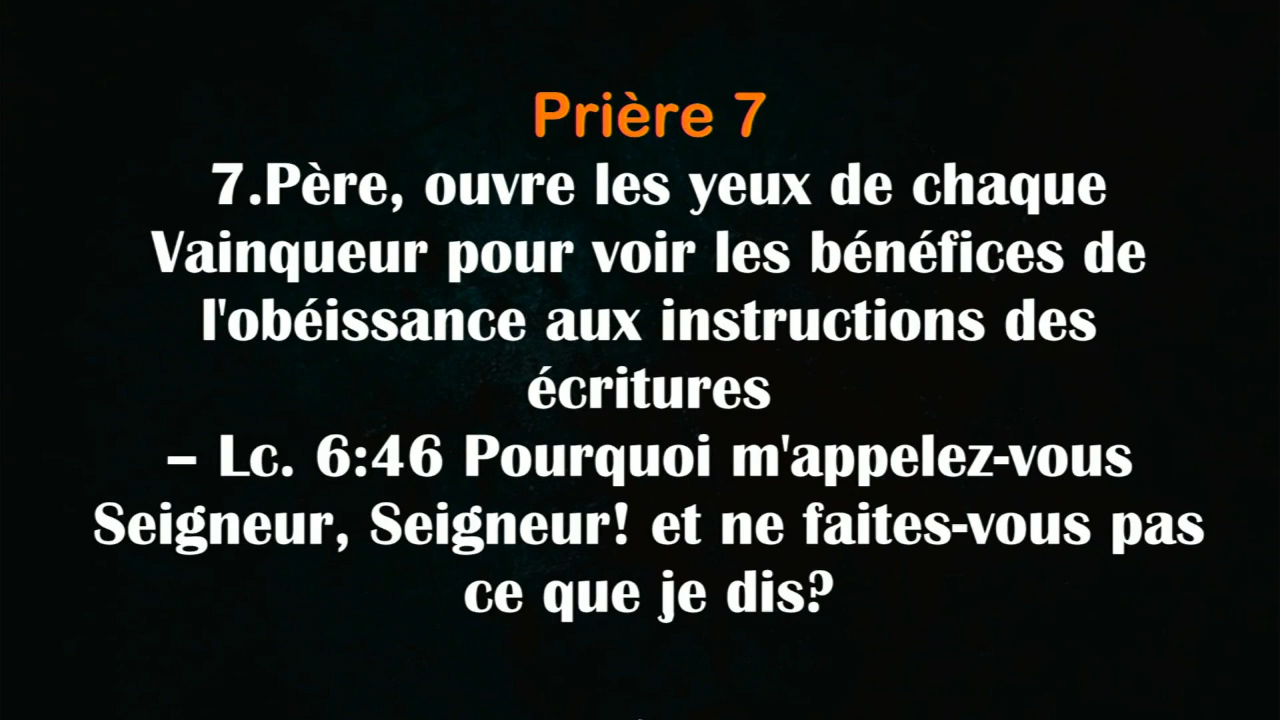 Prière 7
7.Père, ouvre les yeux de chaque
Vainqueur pour voir les bénéfices de
l'obéissance aux instructions des
écritures
– Lc. 6:46 Pourquoi m'appelez-vous
Seigneur, Seigneur! et ne faites-vous pas
ce que je dis?